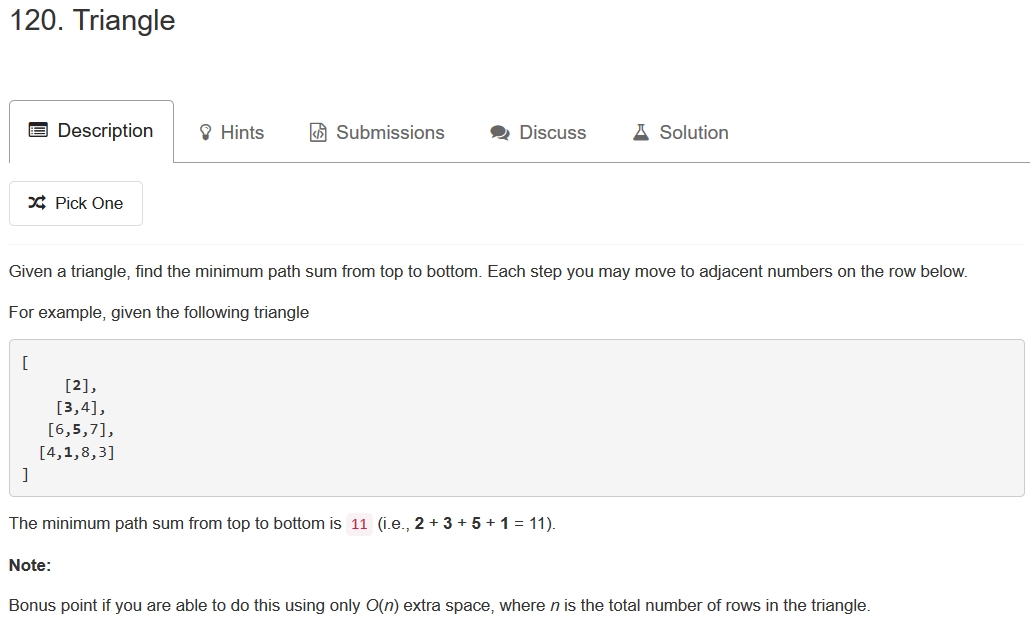 120. Triangle
Description
Hints
Submissions
Discuss
Solution
Pick One
Given a triangle, find the minimum path sum from top to bottom. Each step you may move to adjacent numbers on the row below.
For example, given the following triangle
[
[2],
[3,4],
[6,5,7],
[4,1,8,3]
]
The minimum path sum from top to bottom is 11 (i.e., 2 + 3 + 5 + 1 = 11).
Note:
Bonus point if you are able to do this using only O(n) extra space, where n is the total number of rows in the triangle.